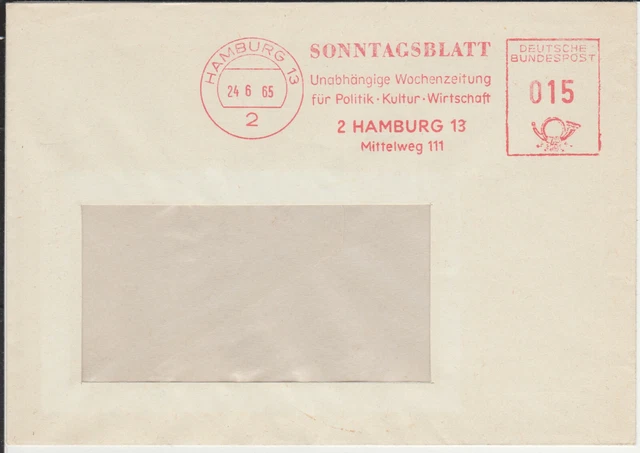 HAMBURG 13
24 6 65
2
SONNTAGSBLATT
Unabhängige Wochenzeitung
für Politik · Kultur · Wirtschaft
2 HAMBURG 13
Mittelweg 111
DEUTSCHE
BUNDESPOST
015